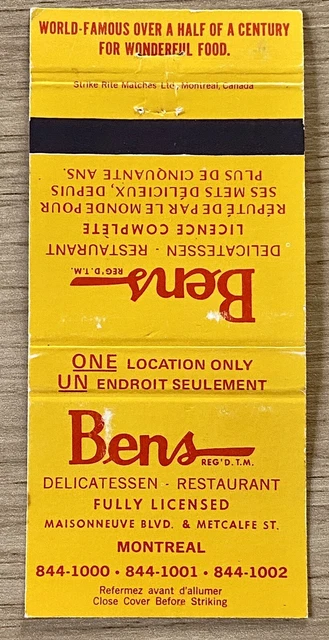 WORLD-FAMOUS OVER A HALF OF A CENTURY
FOR WONDERFUL FOOD.
Strike Rite Matches Ltd., Montreal, Canada
Bens
REG'D. T.M.
DELICATESSEN - RESTAURANT
LICENCE COMPLÈTE
RÉPUTÉ DE PAR LE MONDE POUR
SES METS DÉLICIEUX, DEPUIS
PLUS DE CINQUANTE ANS.
ONE LOCATION ONLY
UN ENDROIT SEULEMENT
Bens
REG'D. T.M.
DELICATESSEN - RESTAURANT
FULLY LICENSED
MAISONNEUVE BLVD. & METCALFE ST.
MONTREAL
844-1000 • 844-1001 • 844-1002
Refermez avant d'allumer
Close Cover Before Striking